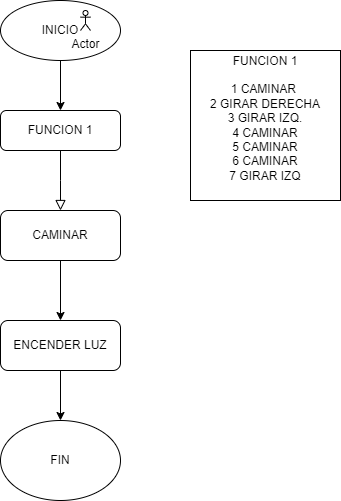 INICIO
Actor
FUNCION 1
CAMINAR
ENCENDER LUZ
FIN
FUNCION 1
1 CAMINAR
2 GIRAR DERECHA
3 GIRAR IZQ.
4 CAMINAR
5 CAMINAR
6 CAMINAR
7 GIRAR IZQ